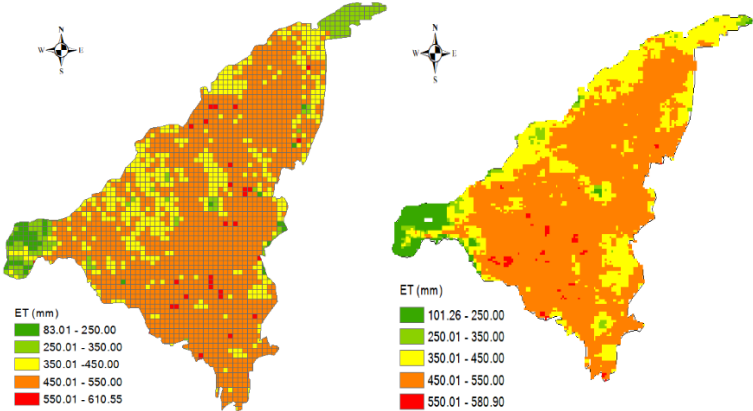 N
W E
S
ET (mm)
83.01 - 250.00
250.01 - 350.00
350.01 -450.00
450.01 - 550.00
550.01 - 610.55
N
W E
S
ET (mm)
101.26 - 250.00
250.01 - 350.00
350.01 - 450.00
450.01 - 550.00
550.01 - 580.90